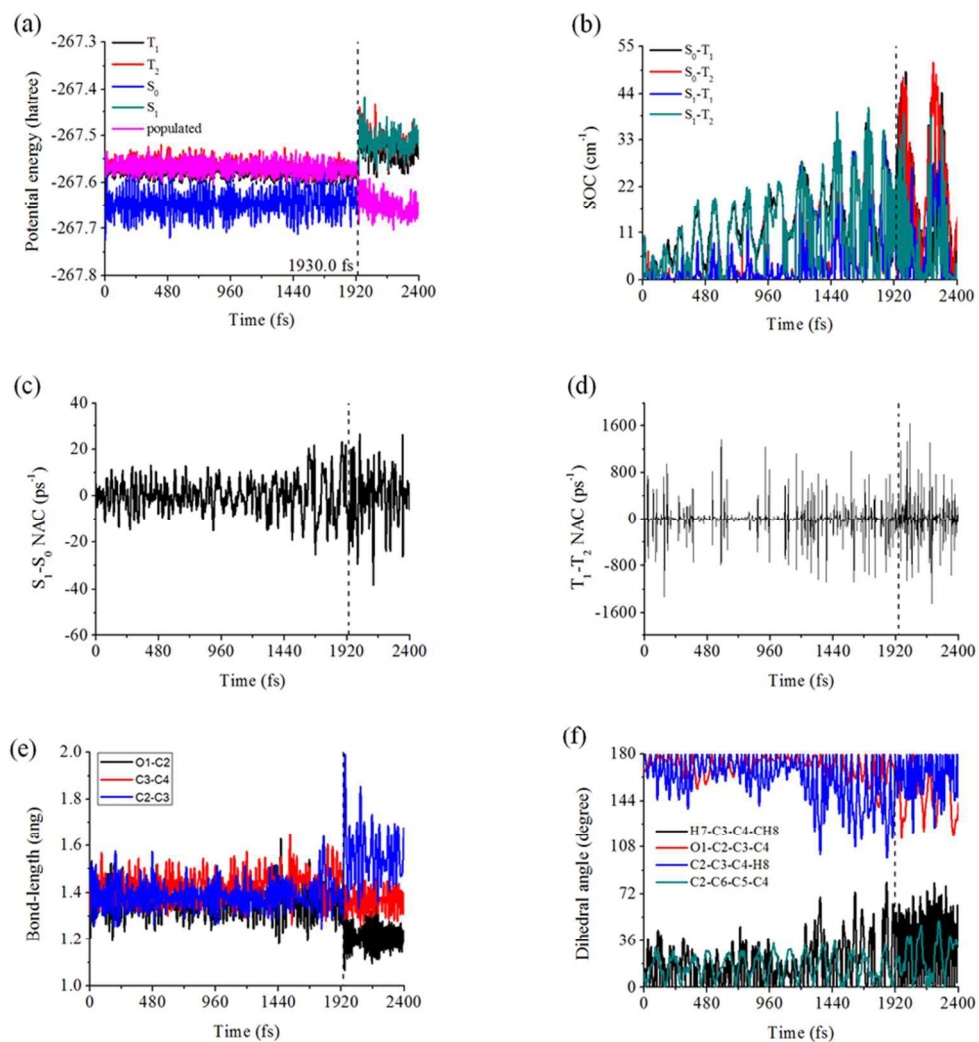 (a)
-267.3
-267.5
-267.6
-267.7
-267.8
Potential energy (hatree)
T1
T2
S0
S1
populated
1930.0 fs
0 480 960 1440 1920 2400
Time (fs)
(b)
55
44
33
22
11
0
SOC (cm-1)
S0-T1
S0-T2
S1-T1
S1-T2
0 480 960 1440 1920 2400
Time (fs)
(c)
40
20
0
-20
-40
-60
S1-S0 NAC (ps-1)
0 480 960 1440 1920 2400
Time (fs)
(d)
1600
800
0
-800
-1600
T1-T2 NAC (ps-1)
0 480 960 1440 1920 2400
Time (fs)
(e)
2.0
1.8
1.6
1.4
1.2
1.0
Bond-length (ang)
O1-C2
C3-C4
C2-C3
0 480 960 1440 1920 2400
Time (fs)
(f)
180
144
108
72
36
0
Dihedral angle (degree)
H7-C3-C4-CH8
O1-C2-C3-C4
C2-C3-C4-H8
C2-C6-C5-C4
0 480 960 1440 1920 2400
Time (fs)